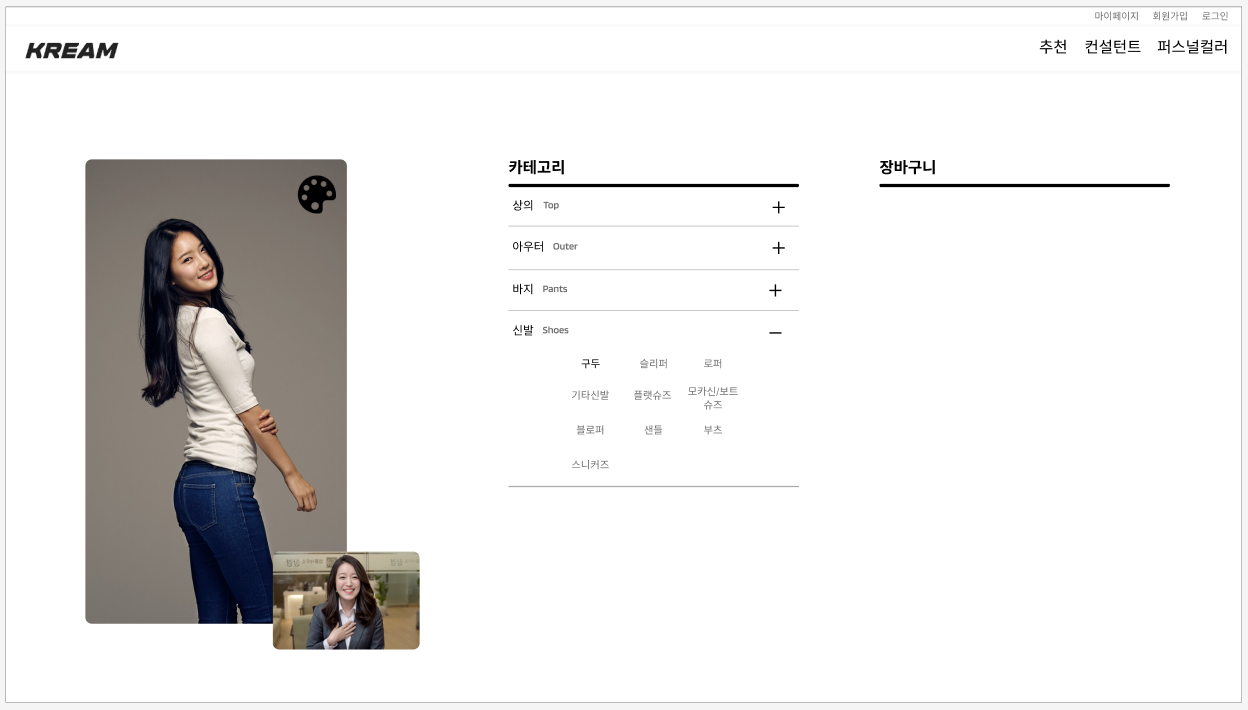 마이페이지 회원가입 로그인
KREAM
추천 컨설턴트 퍼스널컬러
카테고리
상의 Top
아우터 Outer
바지 Pants
신발 Shoes
구두 슬리퍼 로퍼
기타신발 플랫슈즈 모카신/보트
슈즈
블로퍼 샌들 부츠
스니커즈
장바구니